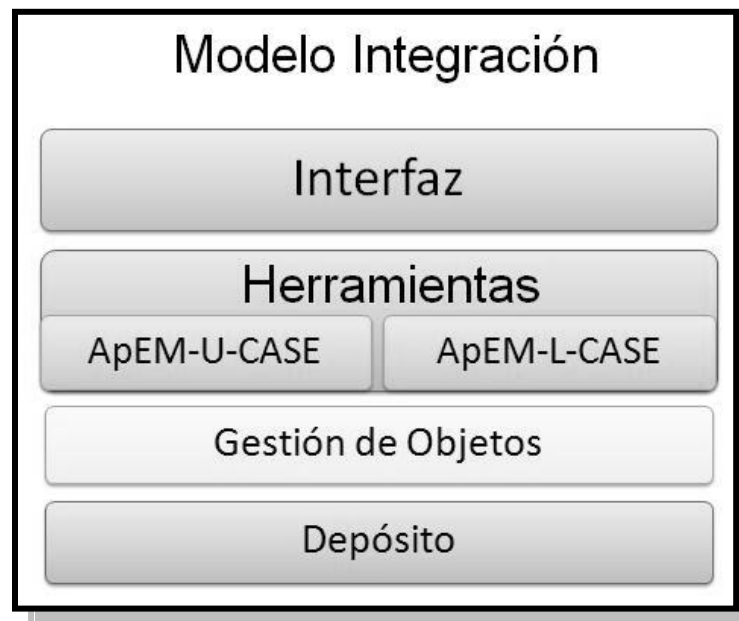 Modelo Integración
Interfaz
Herramientas
ApEM-U-CASE
ApEM-L-CASE
Gestión de Objetos
Depósito